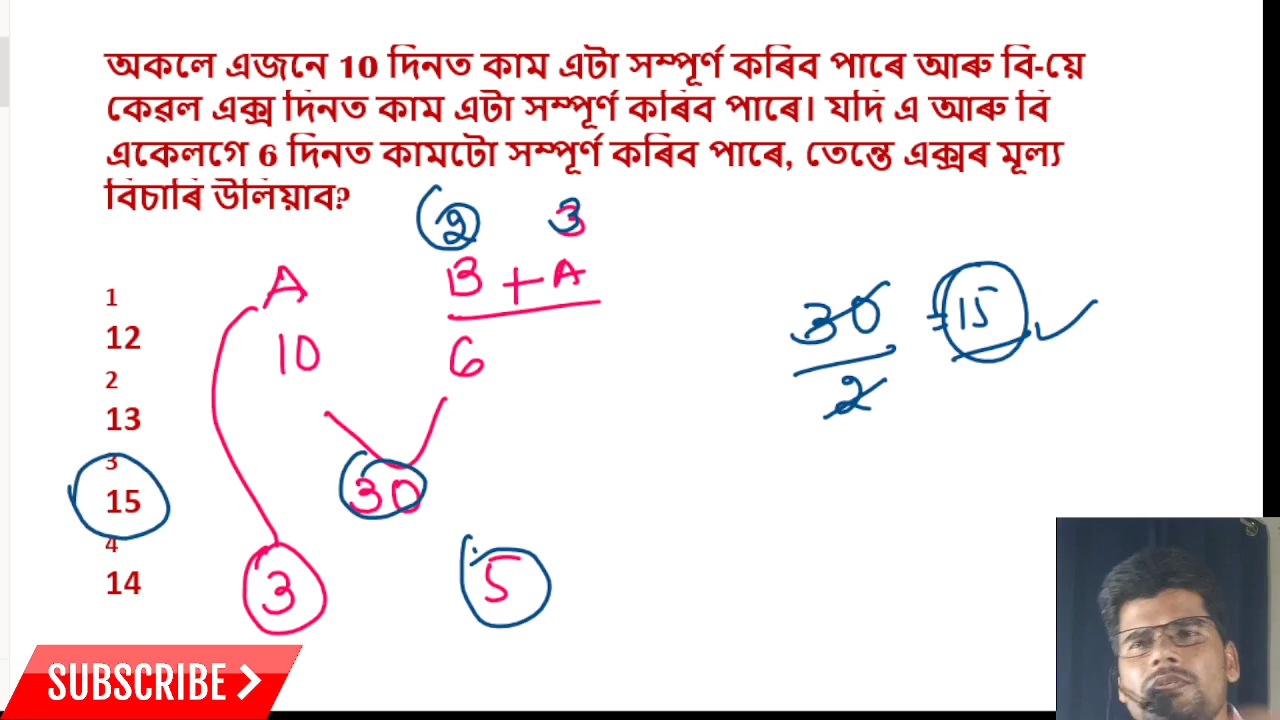 অকলে এজনে 10 দিনত কাম এটা সম্পূৰ্ণ কৰিব পাৰে আৰু বি-য়ে
কেৱল এক্স দিনত কাম এটা সম্পূৰ্ণ কৰিব পাৰে। যদি এ আৰু বি
একেলগে 6 দিনত কামটো সম্পূৰ্ণ কৰিব পাৰে, তেন্তে এক্সৰ মূল্য
বিচাৰি উলিয়াব?
2 3
A B + A
10 6
30
3 5
30 = 15
2
1
12
2
13
3
15
4
14
SUBSCRIBE